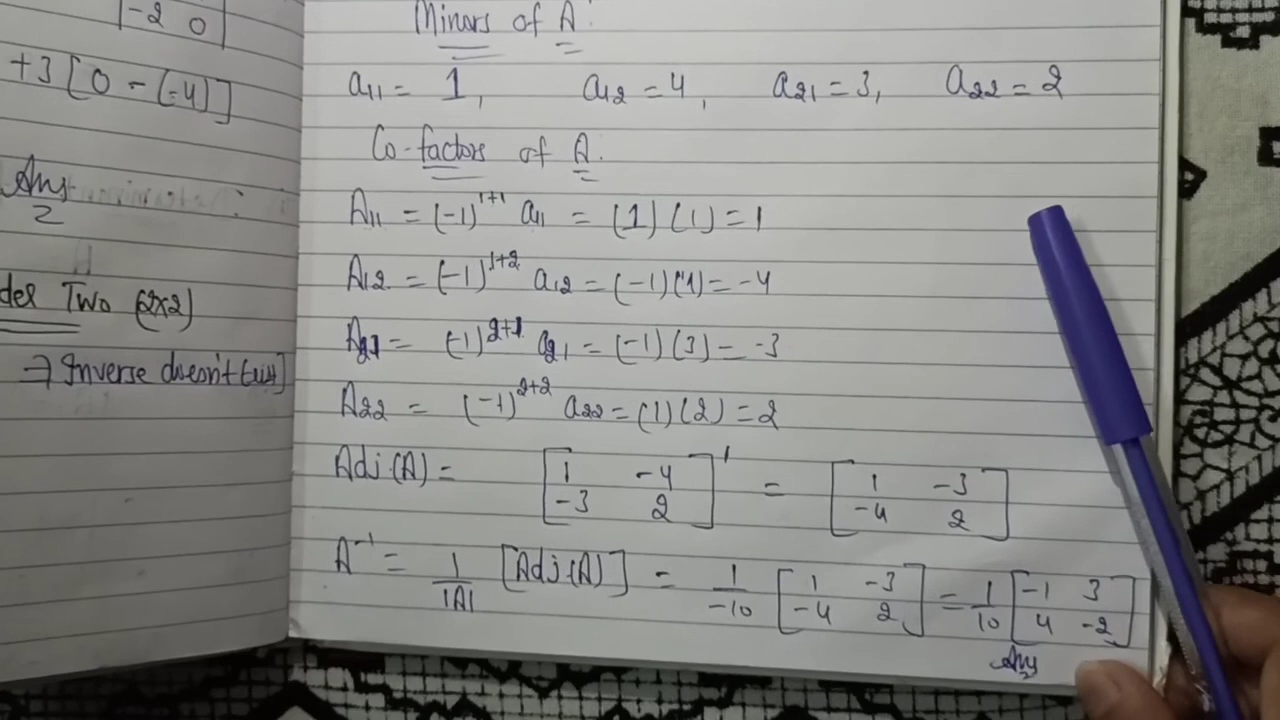 -2 0
+3[0-(-4)]
Ans
2
der Two (2x2)
⇒ Inverse doesn't
Minors of A:
a11 = 1, a12 = 4, a21 = 3, a22 = 2
Co-factors of A.
A11 = (-1)^1+1 a11 = (1)(1) = 1
A12 = (-1)^1+2 a12 = (-1)(4) = -4
A21 = (-1)^2+1 a21 = (-1)(3) = -3
A22 = (-1)^2+2 a22 = (1)(2) = 2
Adj.(A) = [1 -4]' = [1 -3]
[-3 2] [-4 2]
A^-1 = 1/|A| [Adj.(A)] = 1/-10 [1 -3] = 1/10 [-1 3]
[-4 2] [4 -2]
Ans